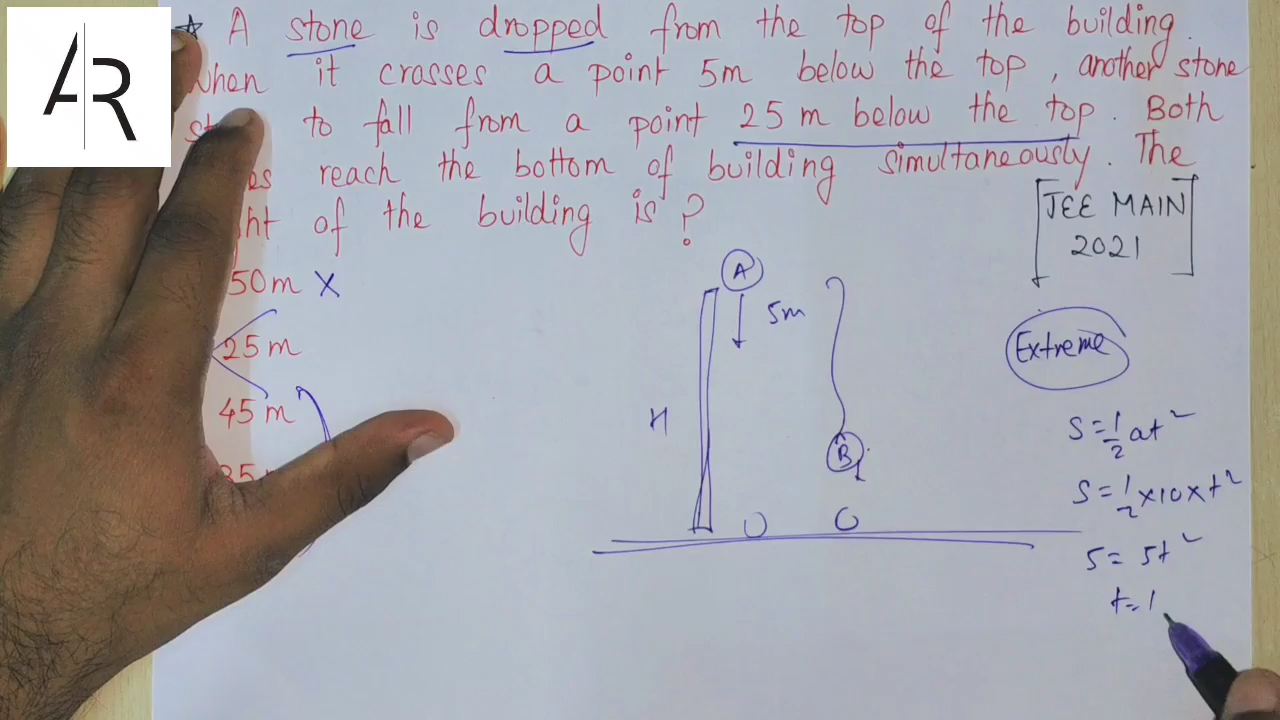 AR
A stone is dropped from the top of the building.
When it crosses a point 5m below the top, another stone
to fall from a point 25 m below the top. Both
reach the bottom of building simultaneously. The
of the building is?
[JEE MAIN
2021]
50m X
25m
45m
A
5m
H
B
Extreme
S=½at²
S=½×10×t²
5=5t²
t=1